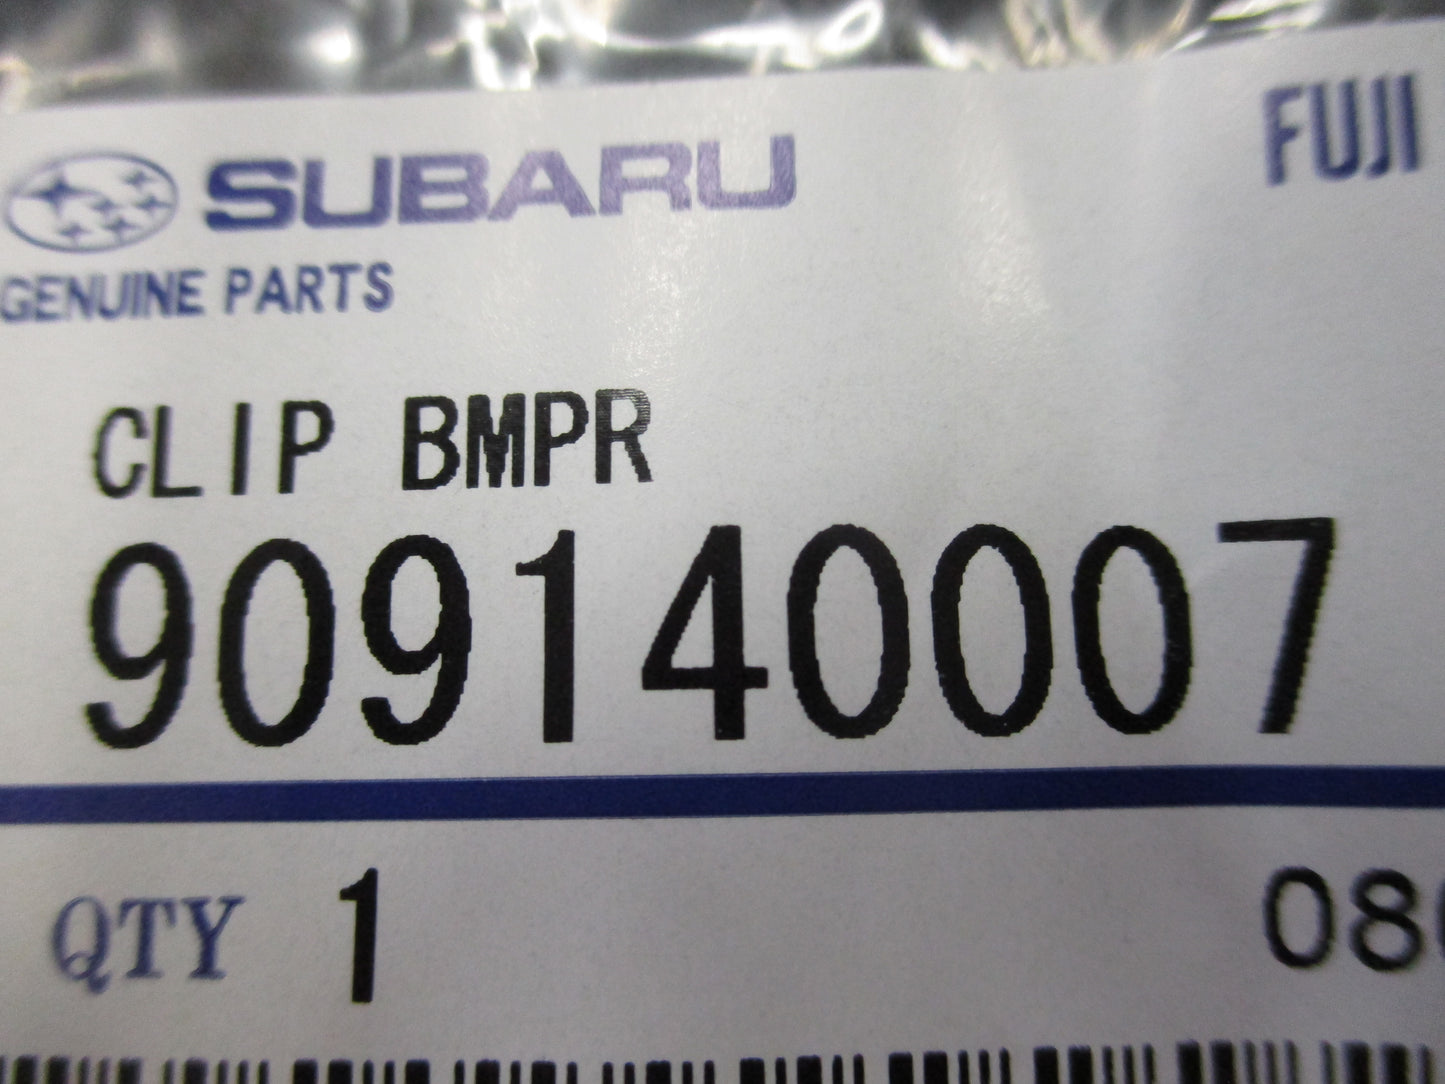 SUBARU FUJI
GENUINE PARTS
CLIP BMPR
909140007
QTY 1 08